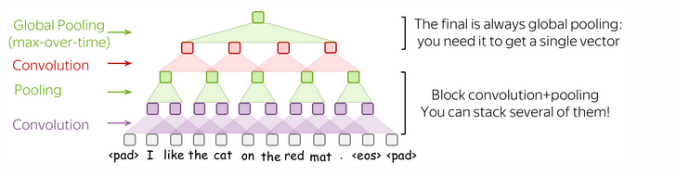 Global Pooling
(max-over-time)
Convolution
Pooling
Convolution
The final is always global pooling:
you need it to get a single vector
Block convolution+pooling
You can stack several of them!
<pad> I like the cat on the red mat . <eos> <pad>